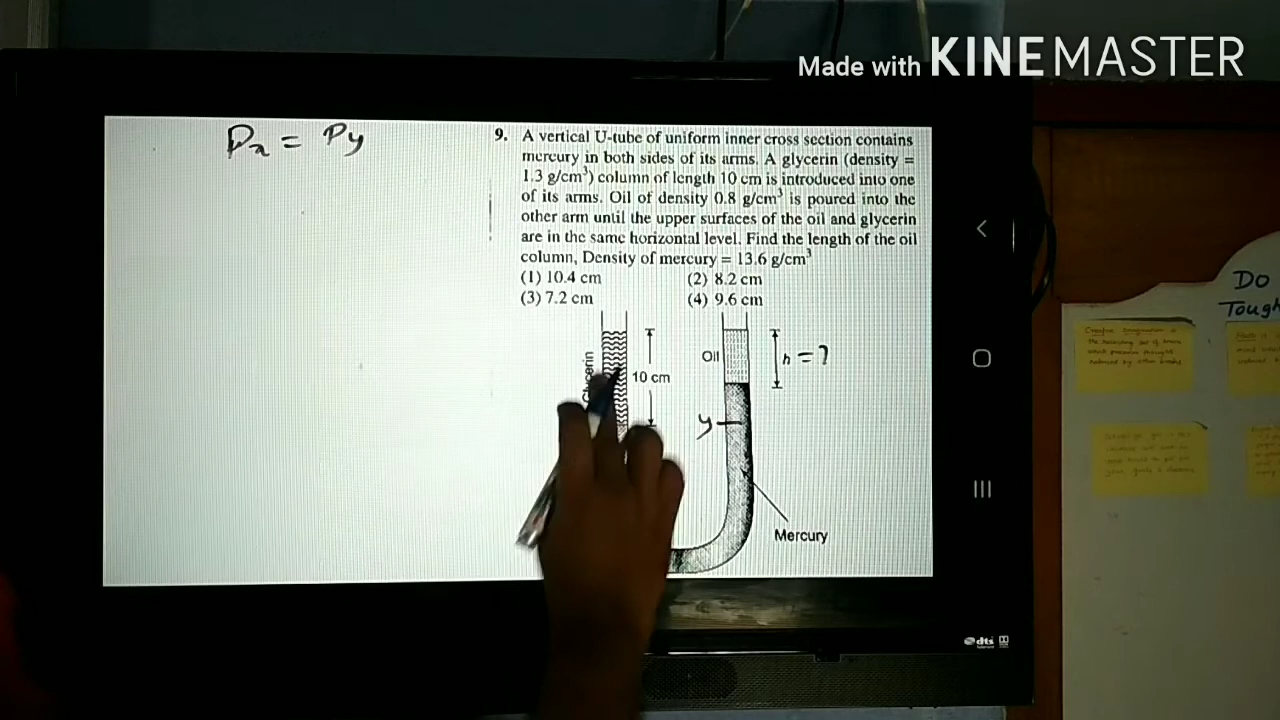 Made with KINEMASTER
Px = Py
9. A vertical U-tube of uniform inner cross section contains
mercury in both sides of its arms. A glycerin (density =
1.3 g/cm³) column of length 10 cm is introduced into one
of its arms. Oil of density 0.8 g/cm³ is poured into the
other arm until the upper surfaces of the oil and glycerin
are in the same horizontal level. Find the length of the oil
column, Density of mercury = 13.6 g/cm³
(1) 10.4 cm (2) 8.2 cm
(3) 7.2 cm (4) 9.6 cm
Glycerin
10 cm
Oil
h = ?
y
Mercury
dts
Do
Tough